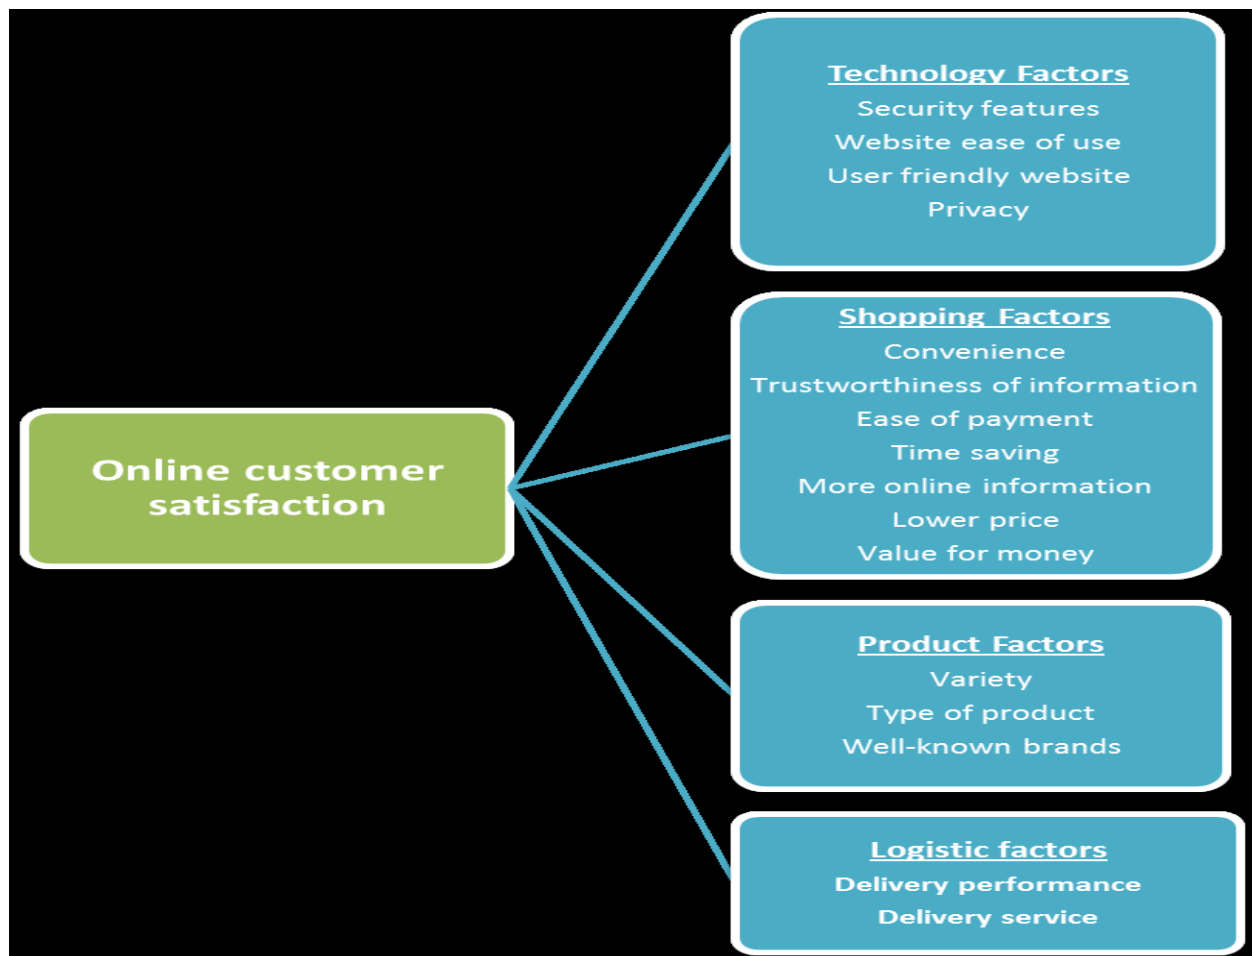 Technology Factors
Security features
Website ease of use
User friendly website
Privacy
Shopping Factors
Convenience
Trustworthiness of information
Ease of payment
Time saving
More online information
Lower price
Value for money
Online customer
satisfaction
Product Factors
Variety
Type of product
Well-known brands
Logistic factors
Delivery performance
Delivery service